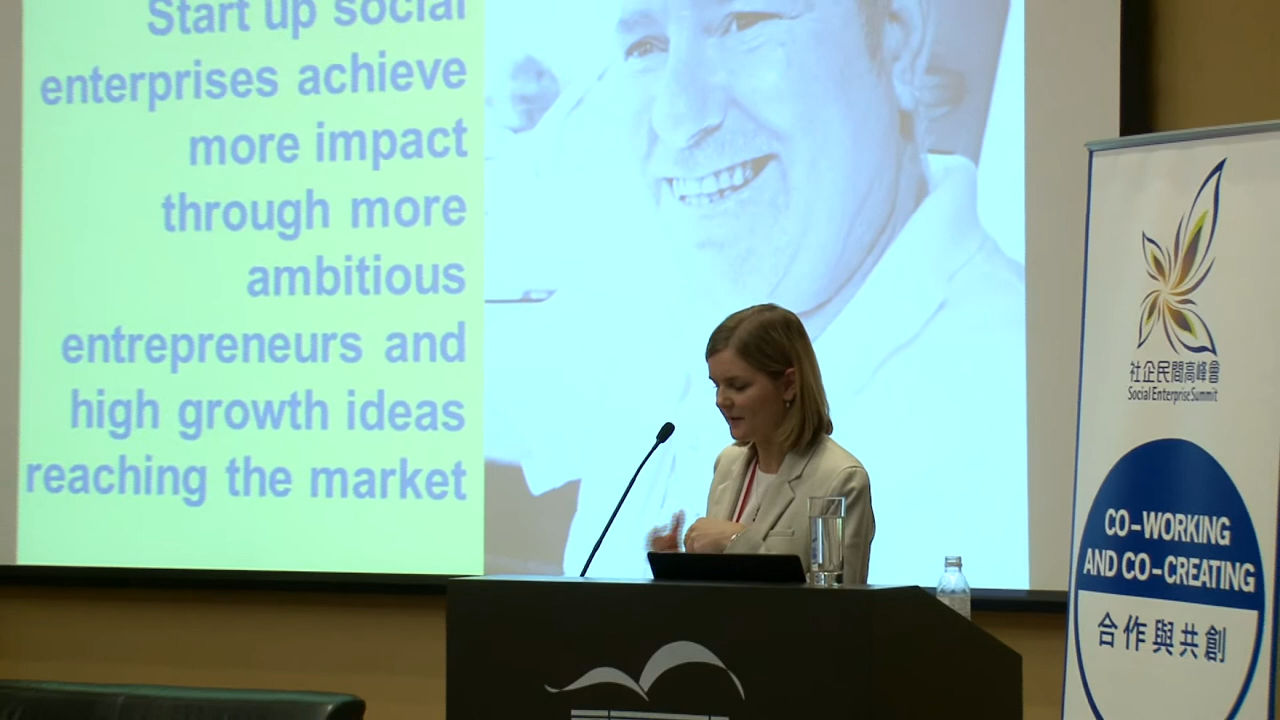 Start up social
enterprises achieve
more impact
through more
ambitious
entrepreneurs and
high growth ideas
reaching the market
社企民間高峰會
Social Enterprise Summit
CO-WORKING
AND CO-CREATING
合作與共創